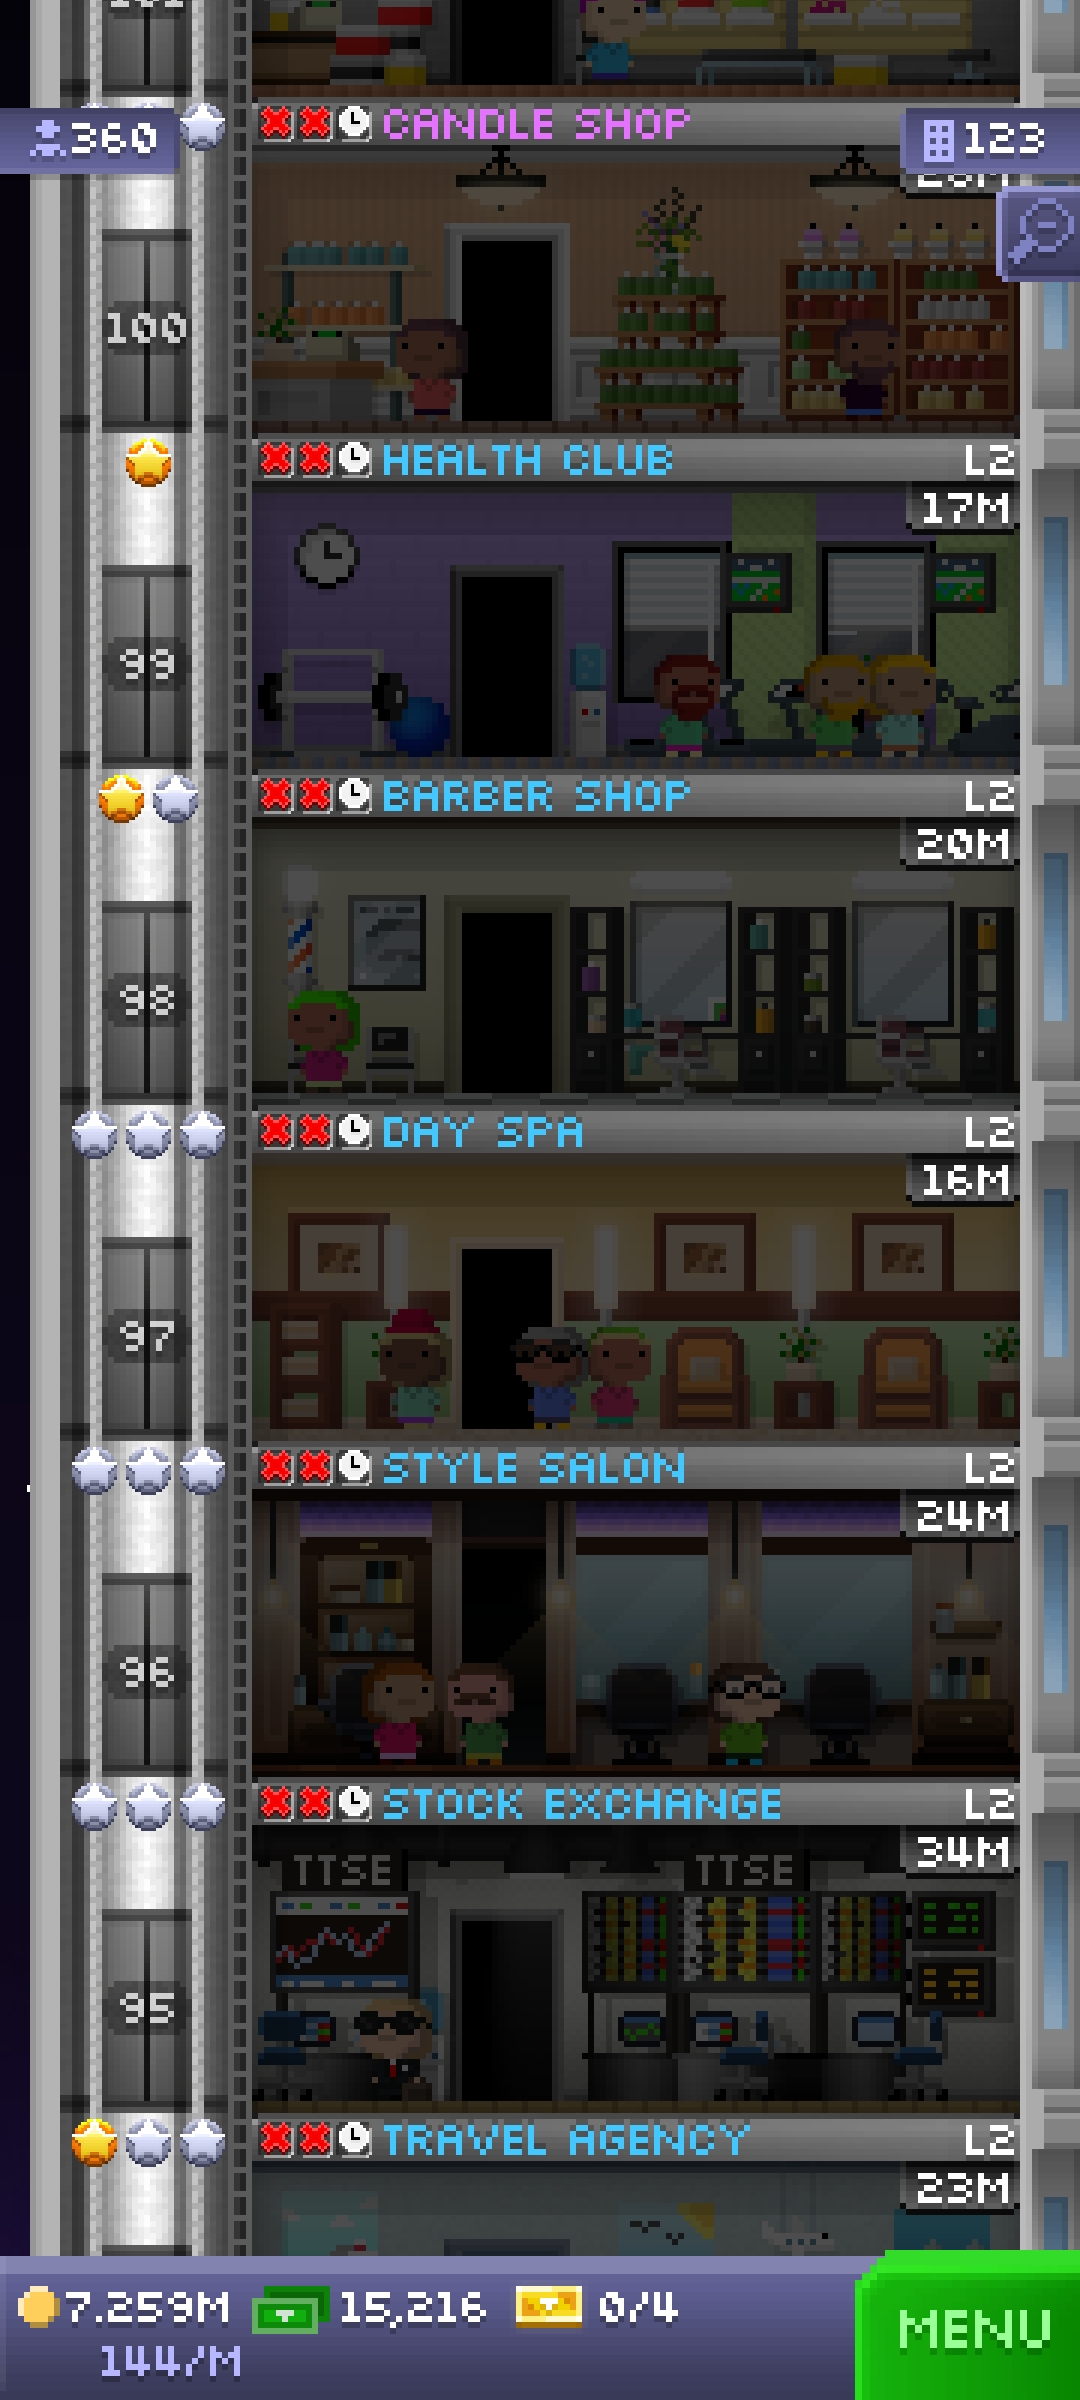 360
CANDLE SHOP
123
100
HEALTH CLUB L2
17M
99
BARBER SHOP L2
20M
98
DAY SPA L2
16M
97
STYLE SALON L2
24M
96
STOCK EXCHANGE L2
34M
TTSE TTSE
95
TRAVEL AGENCY L2
23M
7.259M 15,216 0/4
144/M
MENU